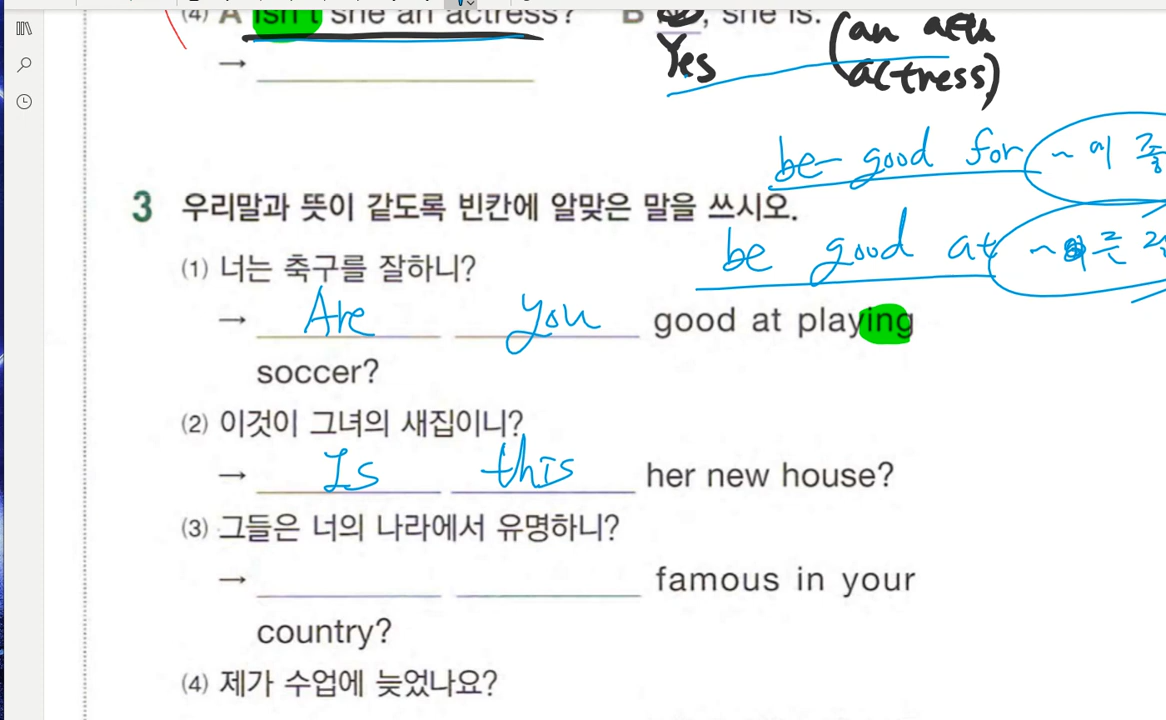 (4) A isn't she an actress? B , she is.
Yes
(an
actress)
→
be good for ~이
3 우리말과 뜻이 같도록 빈칸에 알맞은 말을 쓰시오.
be good at ~
(1) 너는 축구를 잘하니?
→ Are you good at playing
soccer?
(2) 이것이 그녀의 새집이니?
→ Is this her new house?
(3) 그들은 너의 나라에서 유명하니?
→ famous in your
country?
(4) 제가 수업에 늦었나요?